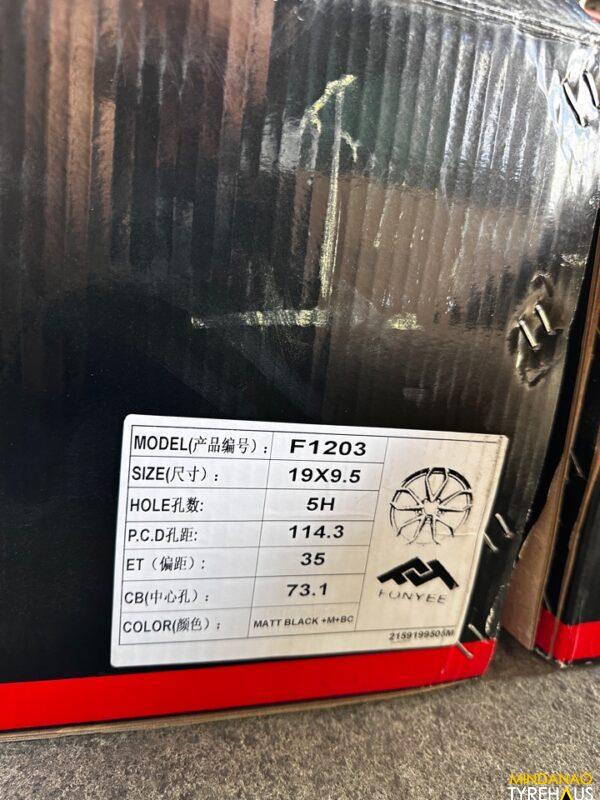 MODEL(产品编号): F1203
SIZE(尺寸): 19X9.5
HOLE孔数: 5H
P.C.D孔距: 114.3
ET (偏距): 35
CB(中心孔): 73.1
COLOR(颜色): MATT BLACK +M+BC
FONYEE
2159199505M
MINDANAO
TYREHAUS